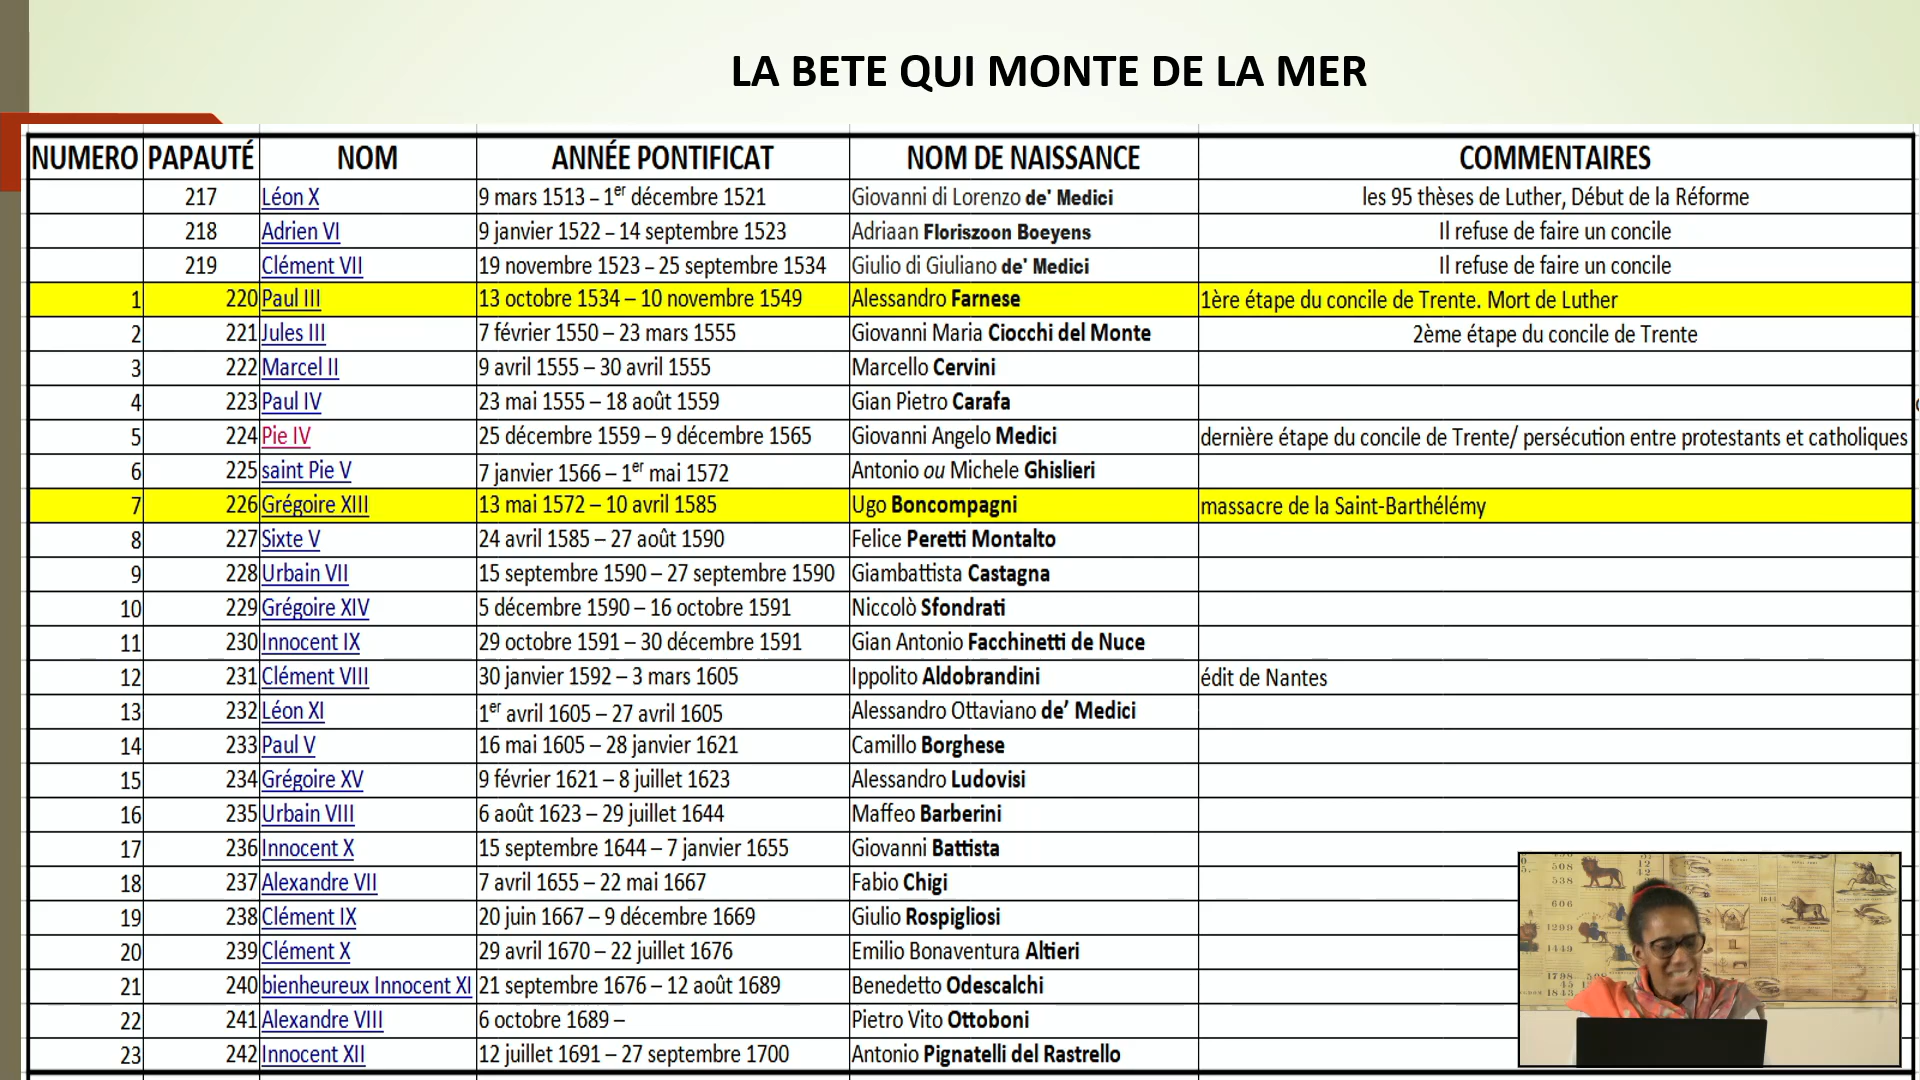 LA BETE QUI MONTE DE LA MER
NUMERO PAPAUTÉ NOM ANNÉE PONTIFICAT NOM DE NAISSANCE COMMENTAIRES
217 Léon X 9 mars 1513 – 1er décembre 1521 Giovanni di Lorenzo de' Medici les 95 thèses de Luther, Début de la Réforme
218 Adrien VI 9 janvier 1522 – 14 septembre 1523 Adriaan Floriszoon Boeyens Il refuse de faire un concile
219 Clément VII 19 novembre 1523 – 25 septembre 1534 Giulio di Giuliano de' Medici Il refuse de faire un concile
1 220 Paul III 13 octobre 1534 – 10 novembre 1549 Alessandro Farnese 1ère étape du concile de Trente. Mort de Luther
2 221 Jules III 7 février 1550 – 23 mars 1555 Giovanni Maria Ciocchi del Monte 2ème étape du concile de Trente
3 222 Marcel II 9 avril 1555 – 30 avril 1555 Marcello Cervini
4 223 Paul IV 23 mai 1555 – 18 août 1559 Gian Pietro Carafa
5 224 Pie IV 25 décembre 1559 – 9 décembre 1565 Giovanni Angelo Medici dernière étape du concile de Trente/ persécution entre protestants et catholiques
6 225 saint Pie V 7 janvier 1566 – 1er mai 1572 Antonio ou Michele Ghislieri
7 226 Grégoire XIII 13 mai 1572 – 10 avril 1585 Ugo Boncompagni massacre de la Saint-Barthélémy
8 227 Sixte V 24 avril 1585 – 27 août 1590 Felice Peretti Montalto
9 228 Urbain VII 15 septembre 1590 – 27 septembre 1590 Giambattista Castagna
10 229 Grégoire XIV 5 décembre 1590 – 16 octobre 1591 Niccolò Sfondrati
11 230 Innocent IX 29 octobre 1591 – 30 décembre 1591 Gian Antonio Facchinetti de Nuce
12 231 Clément VIII 30 janvier 1592 – 3 mars 1605 Ippolito Aldobrandini édit de Nantes
13 232 Léon XI 1er avril 1605 – 27 avril 1605 Alessandro Ottaviano de’ Medici
14 233 Paul V 16 mai 1605 – 28 janvier 1621 Camillo Borghese
15 234 Grégoire XV 9 février 1621 – 8 juillet 1623 Alessandro Ludovisi
16 235 Urbain VIII 6 août 1623 – 29 juillet 1644 Maffeo Barberini
17 236 Innocent X 15 septembre 1644 – 7 janvier 1655 Giovanni Battista
18 237 Alexandre VII 7 avril 1655 – 22 mai 1667 Fabio Chigi
19 238 Clément IX 20 juin 1667 – 9 décembre 1669 Giulio Rospigliosi
20 239 Clément X 29 avril 1670 – 22 juillet 1676 Emilio Bonaventura Altieri
21 240 bienheureux Innocent XI 21 septembre 1676 – 12 août 1689 Benedetto Odescalchi
22 241 Alexandre VIII 6 octobre 1689 – Pietro Vito Ottoboni
23 242 Innocent XII 12 juillet 1691 – 27 septembre 1700 Antonio Pignatelli del Rastrello
508
538
606
1299
1449
1798
1843